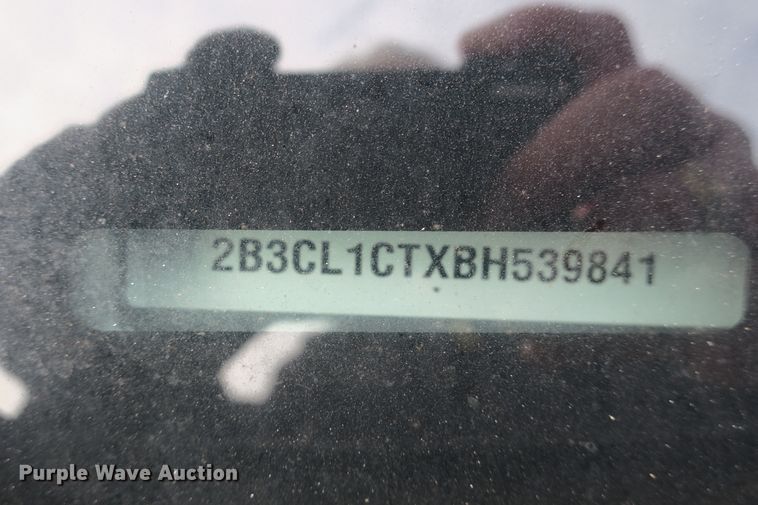 2B3CL1CTXBH539841
Purple Wave Auction